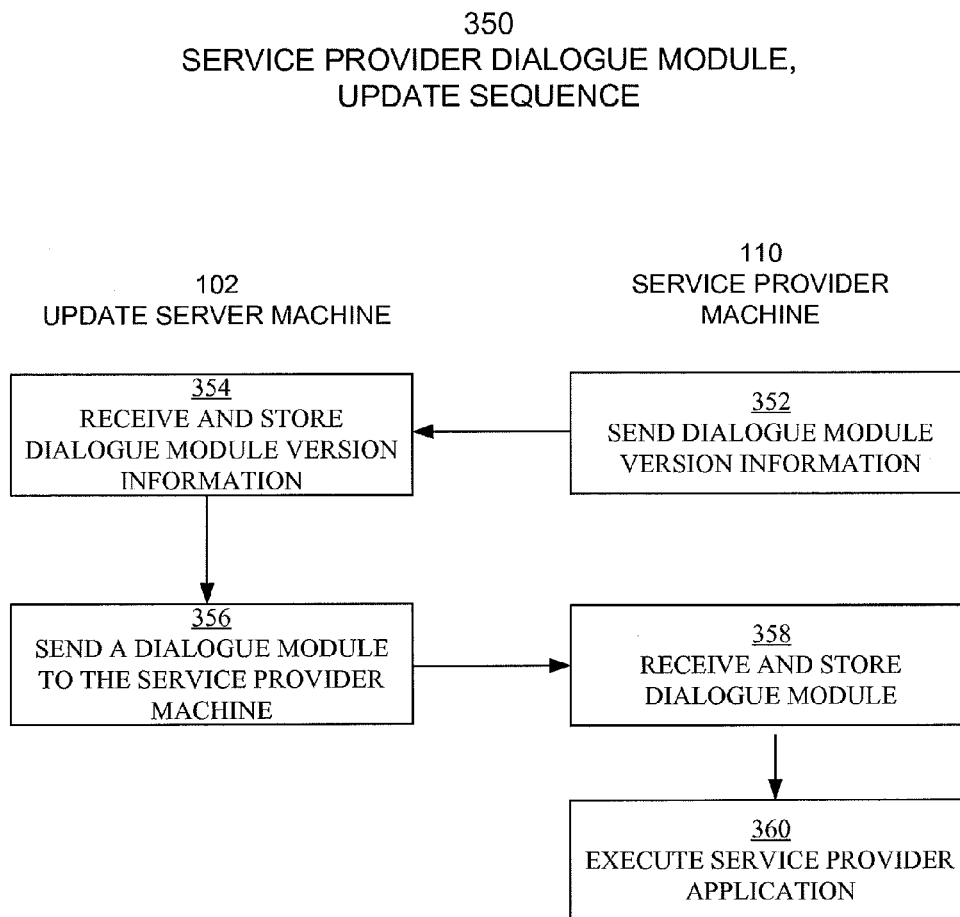 350
SERVICE PROVIDER DIALOGUE MODULE,
UPDATE SEQUENCE
102
UPDATE SERVER MACHINE
110
SERVICE PROVIDER
MACHINE
354
RECEIVE AND STORE
DIALOGUE MODULE VERSION
INFORMATION
352
SEND DIALOGUE MODULE
VERSION INFORMATION
356
SEND A DIALOGUE MODULE
TO THE SERVICE PROVIDER
MACHINE
358
RECEIVE AND STORE
DIALOGUE MODULE
360
EXECUTE SERVICE PROVIDER
APPLICATION